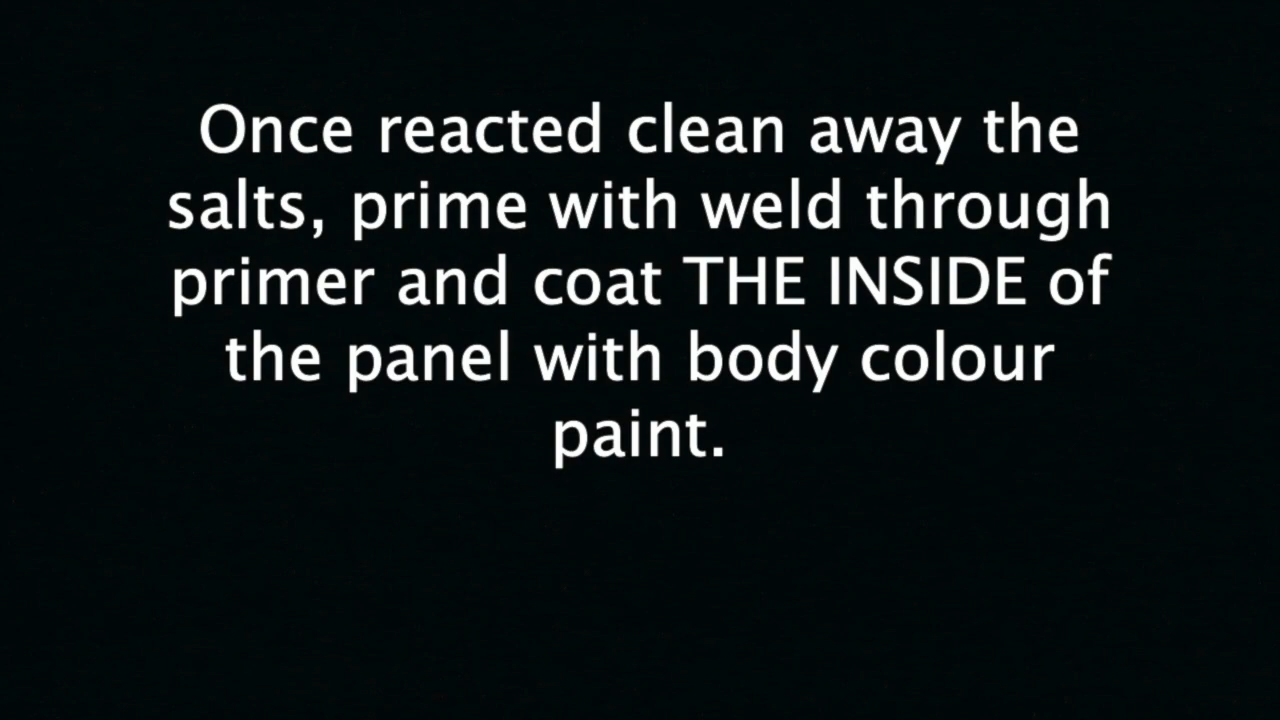 Once reacted clean away the
salts, prime with weld through
primer and coat THE INSIDE of
the panel with body colour
paint.